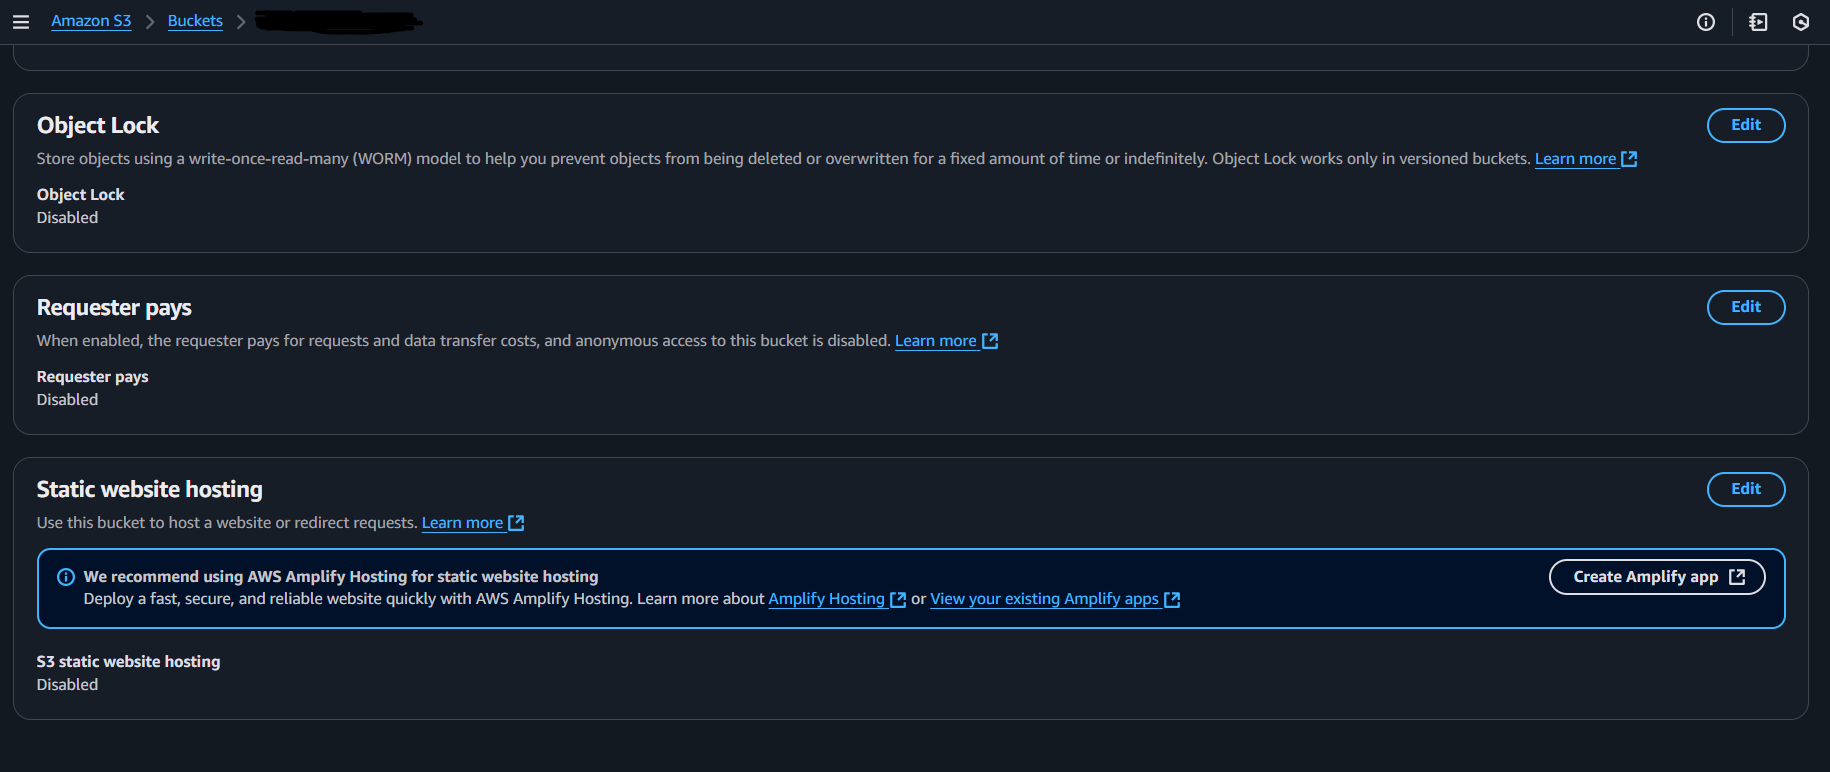 Amazon S3 > Buckets >
Object Lock
Edit
Store objects using a write-once-read-many (WORM) model to help you prevent objects from being deleted or overwritten for a fixed amount of time or indefinitely. Object Lock works only in versioned buckets. Learn more
Object Lock
Disabled
Requester pays
Edit
When enabled, the requester pays for requests and data transfer costs, and anonymous access to this bucket is disabled. Learn more
Requester pays
Disabled
Static website hosting
Edit
Use this bucket to host a website or redirect requests. Learn more
We recommend using AWS Amplify Hosting for static website hosting
Create Amplify app
Deploy a fast, secure, and reliable website quickly with AWS Amplify Hosting. Learn more about Amplify Hosting or View your existing Amplify apps
S3 static website hosting
Disabled